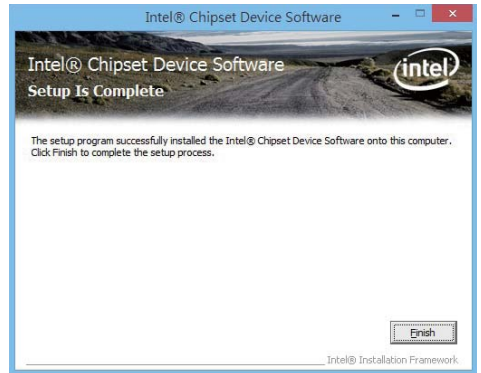 Intel® Chipset Device Software
Intel® Chipset Device Software
Setup Is Complete
intel®
The setup program successfully installed the Intel® Chipset Device Software onto this computer.
Click Finish to complete the setup process.
Finish
Intel® Installation Framework